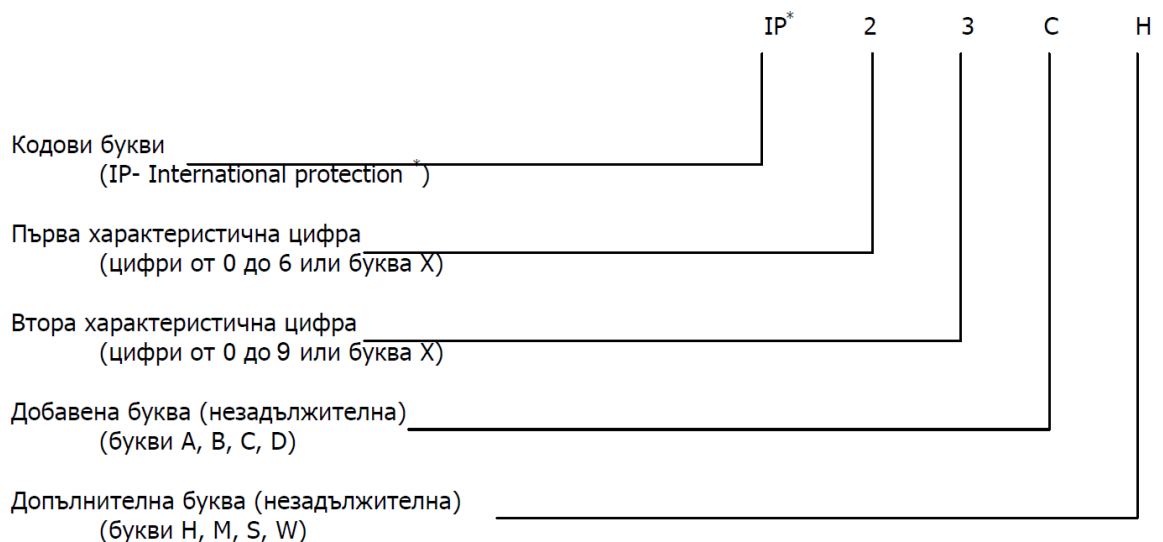 IP* 2 3 C H
Кодови букви
(IP- International protection *)
Първа характеристична цифра
(цифри от 0 до 6 или буква X)
Втора характеристична цифра
(цифри от 0 до 9 или буква X)
Добавена буква (незадължителна)
(букви A, B, C, D)
Допълнителна буква (незадължителна)
(букви H, M, S, W)